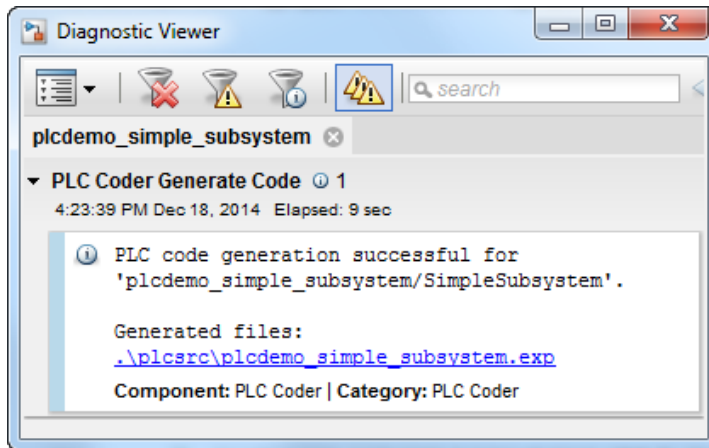 Diagnostic Viewer
search
plcdemo_simple_subsystem
PLC Coder Generate Code 1
4:23:39 PM Dec 18, 2014 Elapsed: 9 sec
PLC code generation successful for
'plcdemo_simple_subsystem/SimpleSubsystem'.
Generated files:
.\plcsrc\plcdemo_simple_subsystem.exp
Component: PLC Coder | Category: PLC Coder